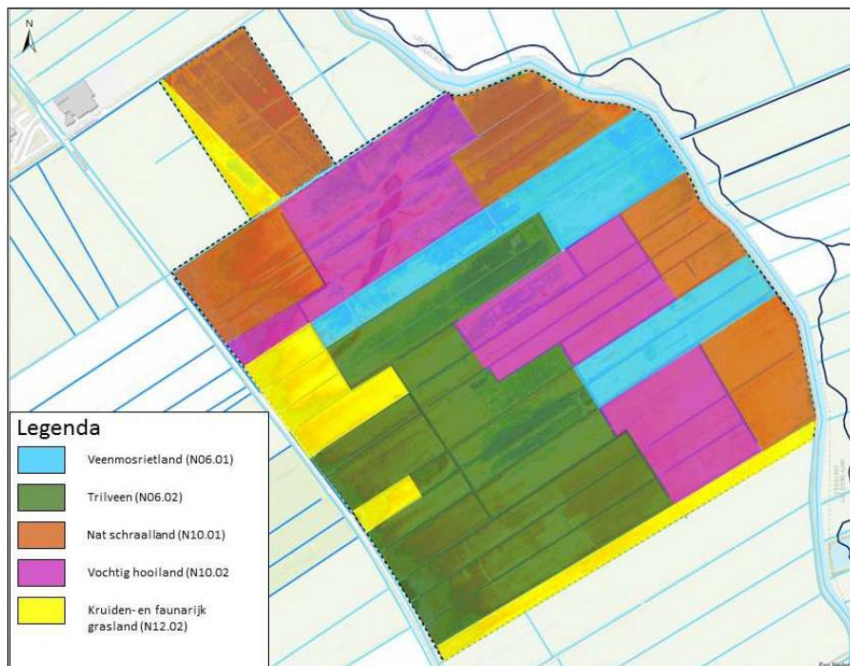 N
Legenda
Veenmosrietland (N06.01)
Trilveen (N06.02)
Nat schraalland (N10.01)
Vochtig hooiland (N10.02
Kruiden- en faunarijk
grasland (N12.02)